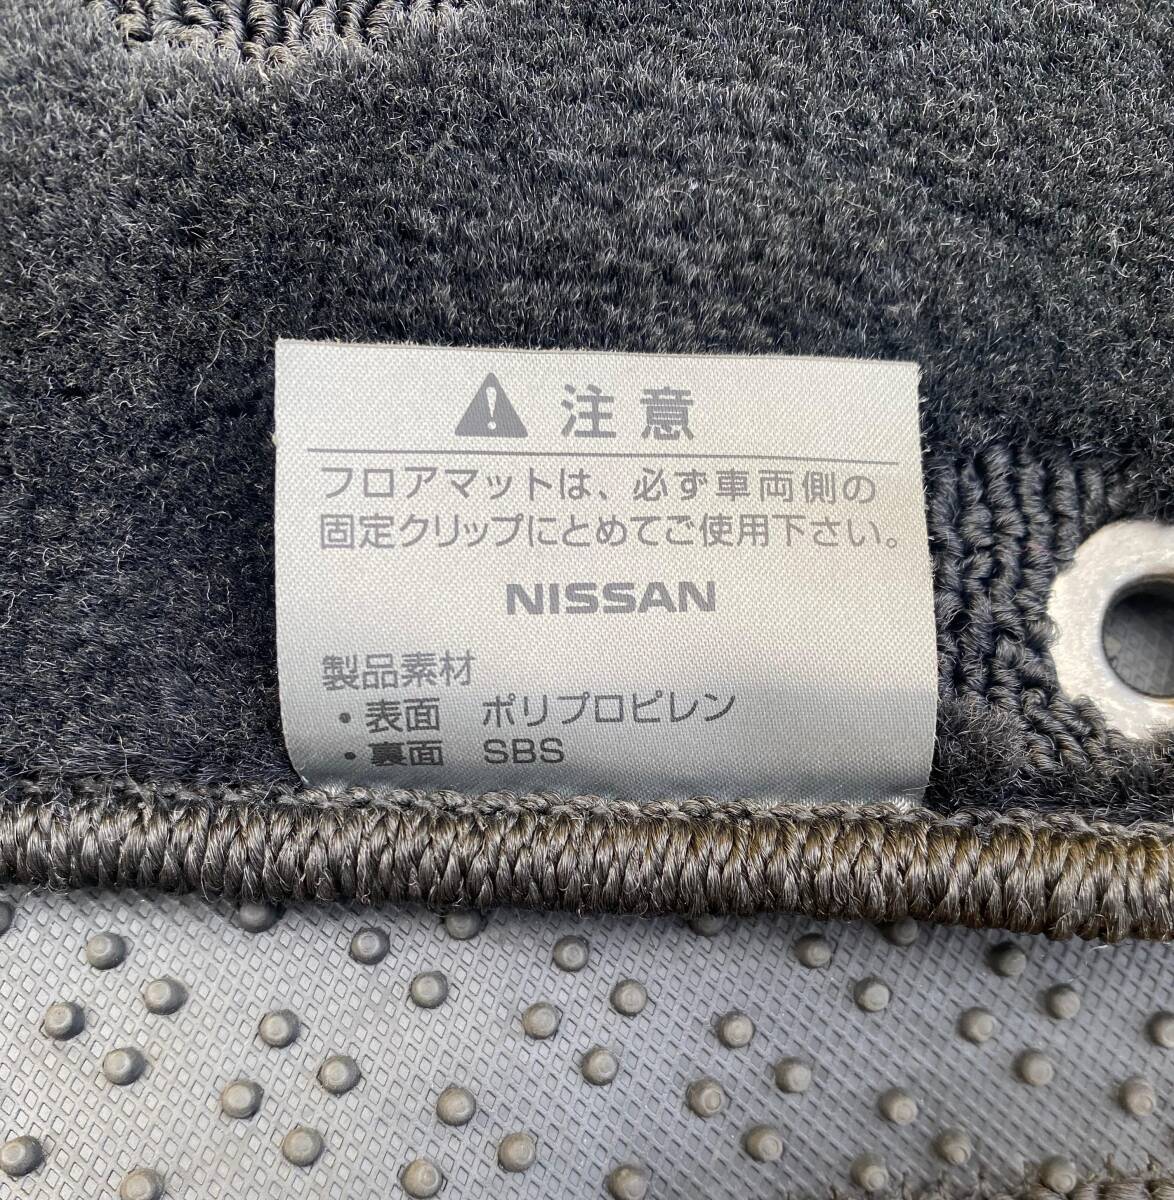 注意
フロアマットは、必ず車両側の
固定クリップにとめてご使用下さい。
NISSAN
製品素材
・表面　ポリプロピレン
・裏面　SBS